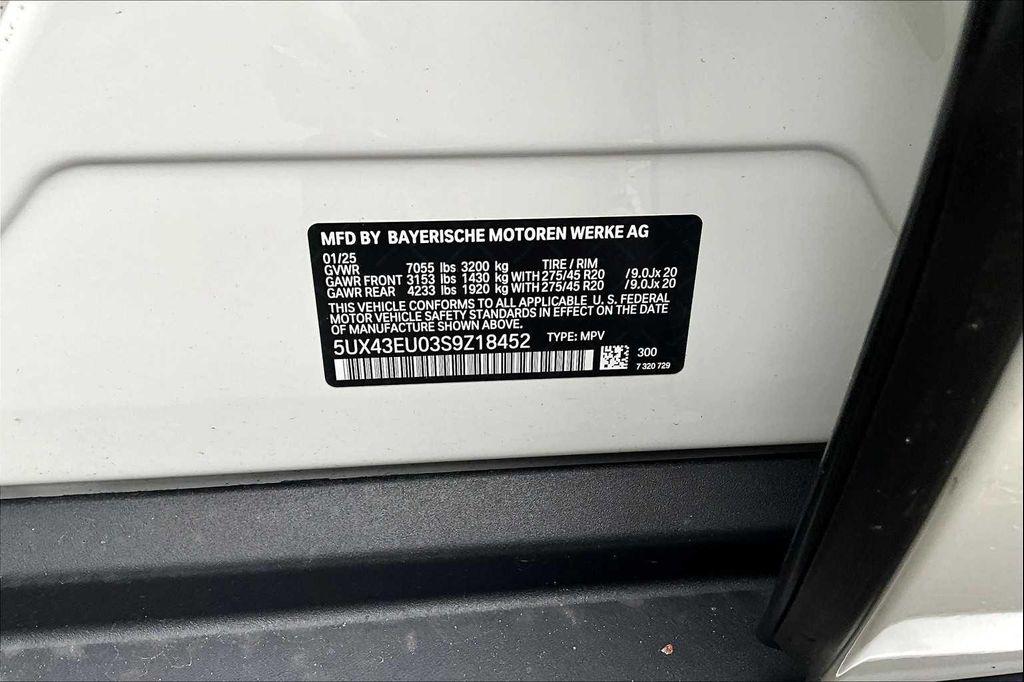 MFD BY BAYERISCHE MOTOREN WERKE AG
01/25
GVWR 7055 lbs 3200 kg TIRE / RIM
GAWR FRONT 3153 lbs 1430 kg WITH 275/45 R20 /9.0Jx 20
GAWR REAR 4233 lbs 1920 kg WITH 275/45 R20 /9.0Jx 20
THIS VEHICLE CONFORMS TO ALL APPLICABLE U. S. FEDERAL
MOTOR VEHICLE SAFETY STANDARDS IN EFFECT ON THE DATE
OF MANUFACTURE SHOWN ABOVE.
5UX43EU03S9Z18452 TYPE: MPV
300
7 320 729